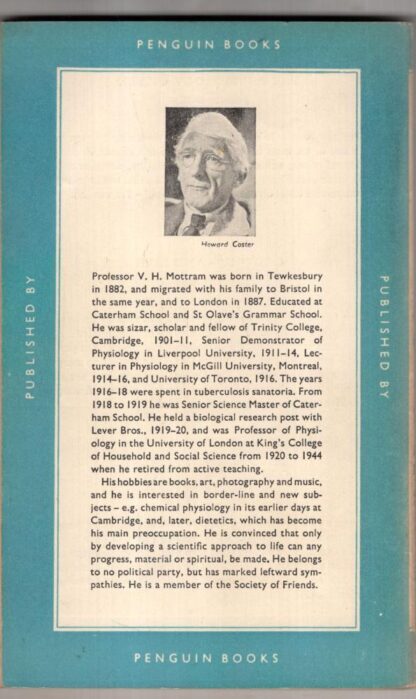 PENGUIN BOOKS
PUBLISHED BY
Howard Coster
Professor V. H. Mottram was born in Tewkesbury
in 1882, and migrated with his family to Bristol in
the same year, and to London in 1887. Educated at
Caterham School and St Olave's Grammar School.
He was sizar, scholar and fellow of Trinity College,
Cambridge, 1901–11, Senior Demonstrator of
Physiology in Liverpool University, 1911–14, Lec-
turer in Physiology in McGill University, Montreal,
1914–16, and University of Toronto, 1916. The years
1916–18 were spent in tuberculosis sanatoria. From
1918 to 1919 he was Senior Science Master of Cater-
ham School. He held a biological research post with
Lever Bros., 1919–20, and was Professor of Physi-
ology in the University of London at King's College
of Household and Social Science from 1920 to 1944
when he retired from active teaching.
His hobbies are books, art, photography and music,
and he is interested in border-line and new sub-
jects – e.g. chemical physiology in its earlier days at
Cambridge, and, later, dietetics, which has become
his main preoccupation. He is convinced that only
by developing a scientific approach to life can any
progress, material or spiritual, be made. He belongs
to no political party, but has marked leftward sym-
pathies. He is a member of the Society of Friends.
PUBLISHED BY
PENGUIN BOOKS